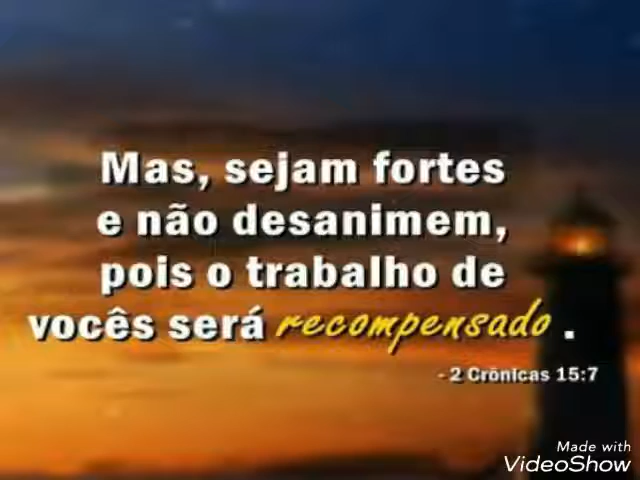 Mas, sejam fortes
e não desanimem,
pois o trabalho de
vocês será recompensado .
- 2 Crônicas 15:7
Made with
VideoShow